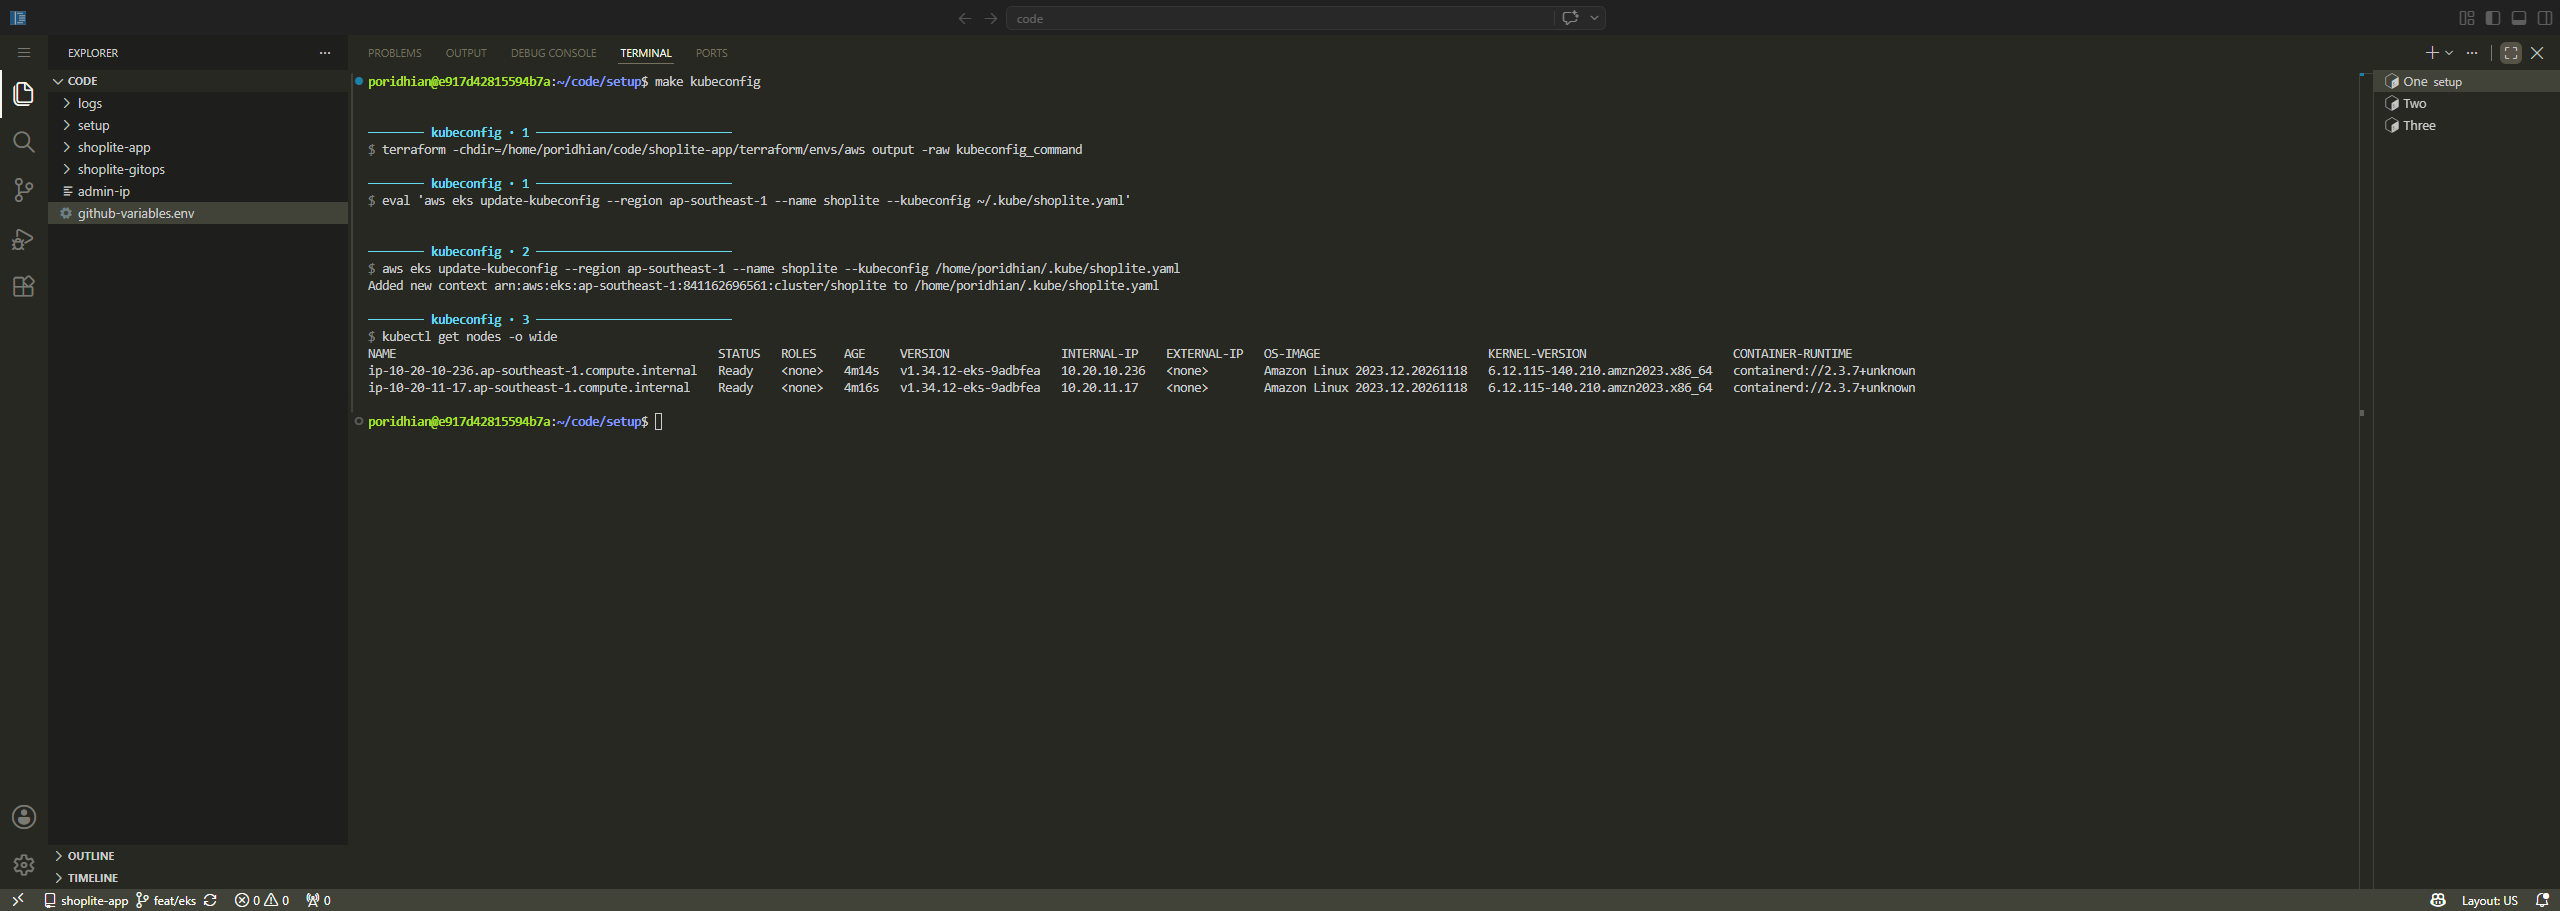 code
EXPLORER
CODE
logs
setup
shoplite-app
shoplite-gitops
admin-ip
github-variables.env
OUTLINE
TIMELINE
PROBLEMS OUTPUT DEBUG CONSOLE TERMINAL PORTS
poridhian@e917d42815594b7a:~/code/setup$ make kubeconfig
──────── kubeconfig · 1 ────────────────────────────
$ terraform -chdir=/home/poridhian/code/shoplite-app/terraform/envs/aws output -raw kubeconfig_command
──────── kubeconfig · 1 ────────────────────────────
$ eval 'aws eks update-kubeconfig --region ap-southeast-1 --name shoplite --kubeconfig ~/.kube/shoplite.yaml'
──────── kubeconfig · 2 ────────────────────────────
$ aws eks update-kubeconfig --region ap-southeast-1 --name shoplite --kubeconfig /home/poridhian/.kube/shoplite.yaml
Added new context arn:aws:eks:ap-southeast-1:841162696561:cluster/shoplite to /home/poridhian/.kube/shoplite.yaml
──────── kubeconfig · 3 ────────────────────────────
$ kubectl get nodes -o wide
NAME STATUS ROLES AGE VERSION INTERNAL-IP EXTERNAL-IP OS-IMAGE KERNEL-VERSION CONTAINER-RUNTIME
ip-10-20-10-236.ap-southeast-1.compute.internal Ready <none> 4m14s v1.34.12-eks-9adbfea 10.20.10.236 <none> Amazon Linux 2023.12.20261118 6.12.115-140.210.amzn2023.x86_64 containerd://2.3.7+unknown
ip-10-20-11-17.ap-southeast-1.compute.internal Ready <none> 4m16s v1.34.12-eks-9adbfea 10.20.11.17 <none> Amazon Linux 2023.12.20261118 6.12.115-140.210.amzn2023.x86_64 containerd://2.3.7+unknown
poridhian@e917d42815594b7a:~/code/setup$
One setup
Two
Three
shoplite-app feat/eks 0 0 0 Layout: US